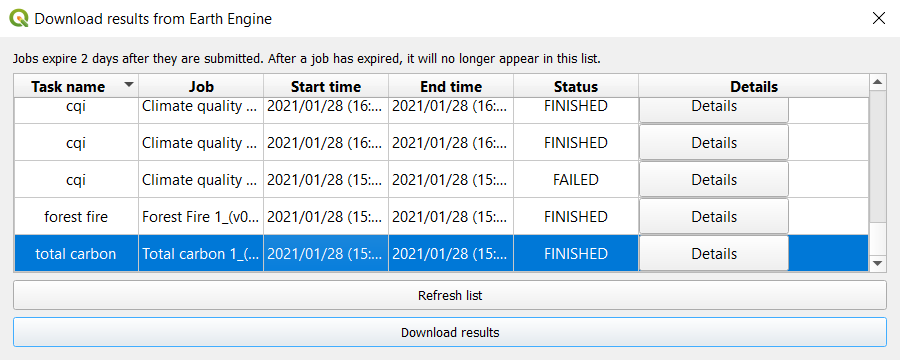 Download results from Earth Engine
Jobs expire 2 days after they are submitted. After a job has expired, it will no longer appear in this list.
Task name Job Start time End time Status Details
cqi Climate quality ... 2021/01/28 (16:... 2021/01/28 (16:... FINISHED Details
cqi Climate quality ... 2021/01/28 (16:... 2021/01/28 (16:... FINISHED Details
cqi Climate quality ... 2021/01/28 (15:... 2021/01/28 (15:... FAILED Details
forest fire Forest Fire 1_(v0... 2021/01/28 (15:... 2021/01/28 (15:... FINISHED Details
total carbon Total carbon 1_(... 2021/01/28 (15:... 2021/01/28 (15:... FINISHED Details
Refresh list
Download results